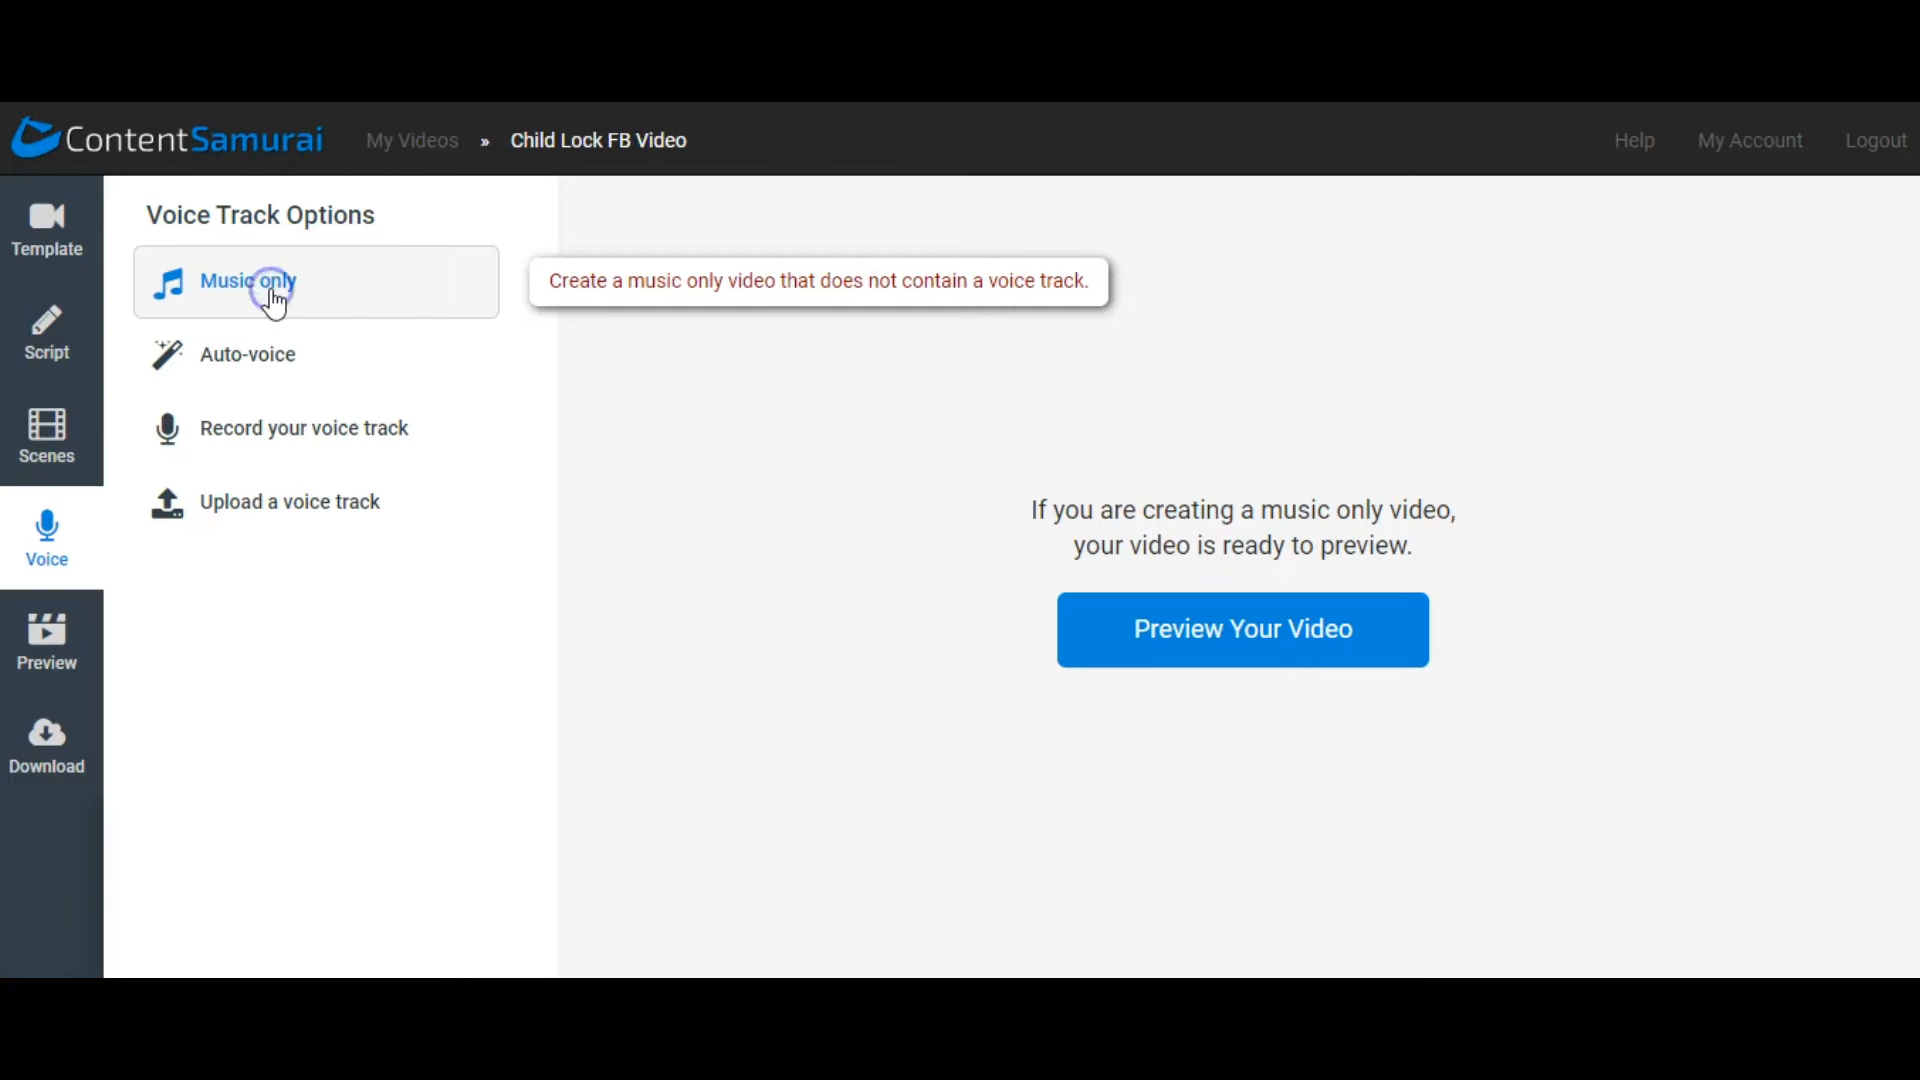 ContentSamurai My Videos » Child Lock FB Video Help My Account Logout
Template
Script
Scenes
Voice
Preview
Download
Voice Track Options
Music only
Auto-voice
Record your voice track
Upload a voice track
Create a music only video that does not contain a voice track.
If you are creating a music only video,
your video is ready to preview.
Preview Your Video